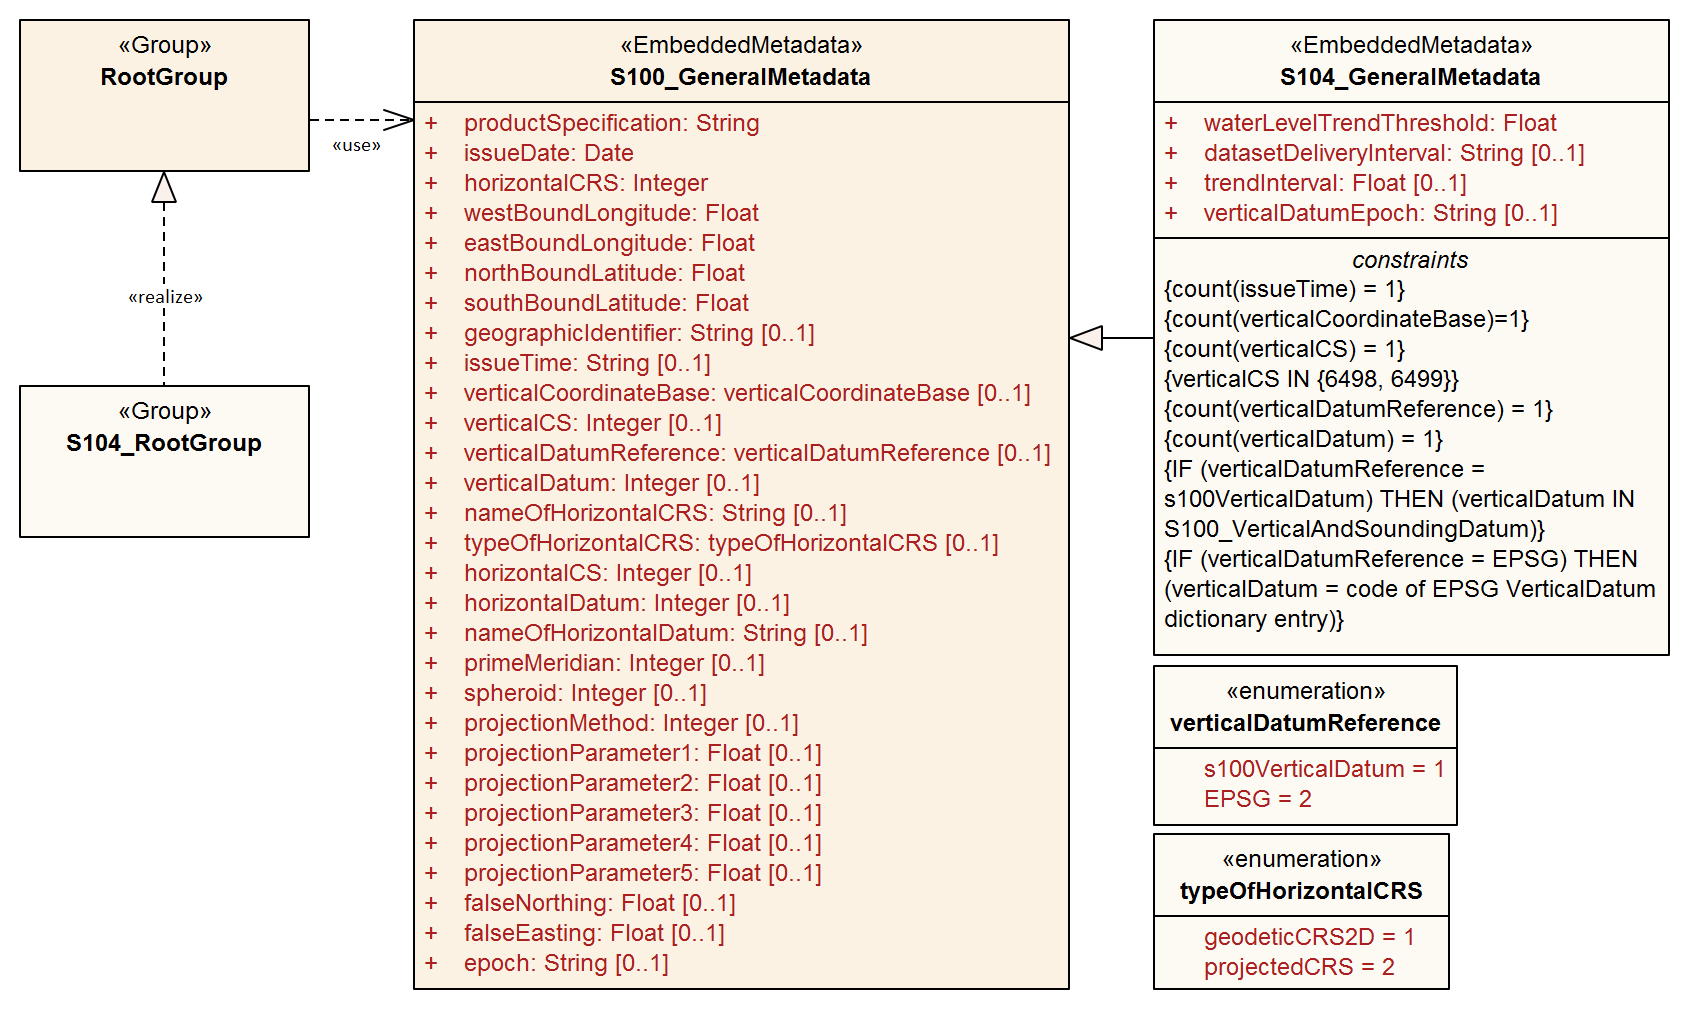 «Group»
RootGroup
«use»
«realize»
«Group»
S104_RootGroup
«EmbeddedMetadata»
S100_GeneralMetadata
+ productSpecification: String
+ issueDate: Date
+ horizontalCRS: Integer
+ westBoundLongitude: Float
+ eastBoundLongitude: Float
+ northBoundLatitude: Float
+ southBoundLatitude: Float
+ geographicIdentifier: String [0..1]
+ issueTime: String [0..1]
+ verticalCoordinateBase: verticalCoordinateBase [0..1]
+ verticalCS: Integer [0..1]
+ verticalDatumReference: verticalDatumReference [0..1]
+ verticalDatum: Integer [0..1]
+ nameOfHorizontalCRS: String [0..1]
+ typeOfHorizontalCRS: typeOfHorizontalCRS [0..1]
+ horizontalCS: Integer [0..1]
+ horizontalDatum: Integer [0..1]
+ nameOfHorizontalDatum: String [0..1]
+ primeMeridian: Integer [0..1]
+ spheroid: Integer [0..1]
+ projectionMethod: Integer [0..1]
+ projectionParameter1: Float [0..1]
+ projectionParameter2: Float [0..1]
+ projectionParameter3: Float [0..1]
+ projectionParameter4: Float [0..1]
+ projectionParameter5: Float [0..1]
+ falseNorthing: Float [0..1]
+ falseEasting: Float [0..1]
+ epoch: String [0..1]
«EmbeddedMetadata»
S104_GeneralMetadata
+ waterLevelTrendThreshold: Float
+ datasetDeliveryInterval: String [0..1]
+ trendInterval: Float [0..1]
+ verticalDatumEpoch: String [0..1]
constraints
{count(issueTime) = 1}
{count(verticalCoordinateBase)=1}
{count(verticalCS) = 1}
{verticalCS IN {6498, 6499}}
{count(verticalDatumReference) = 1}
{count(verticalDatum) = 1}
{IF (verticalDatumReference =
s100VerticalDatum) THEN (verticalDatum IN
S100_VerticalAndSoundingDatum)}
{IF (verticalDatumReference = EPSG) THEN
(verticalDatum = code of EPSG VerticalDatum
dictionary entry)}
«enumeration»
verticalDatumReference
s100VerticalDatum = 1
EPSG = 2
«enumeration»
typeOfHorizontalCRS
geodeticCRS2D = 1
projectedCRS = 2